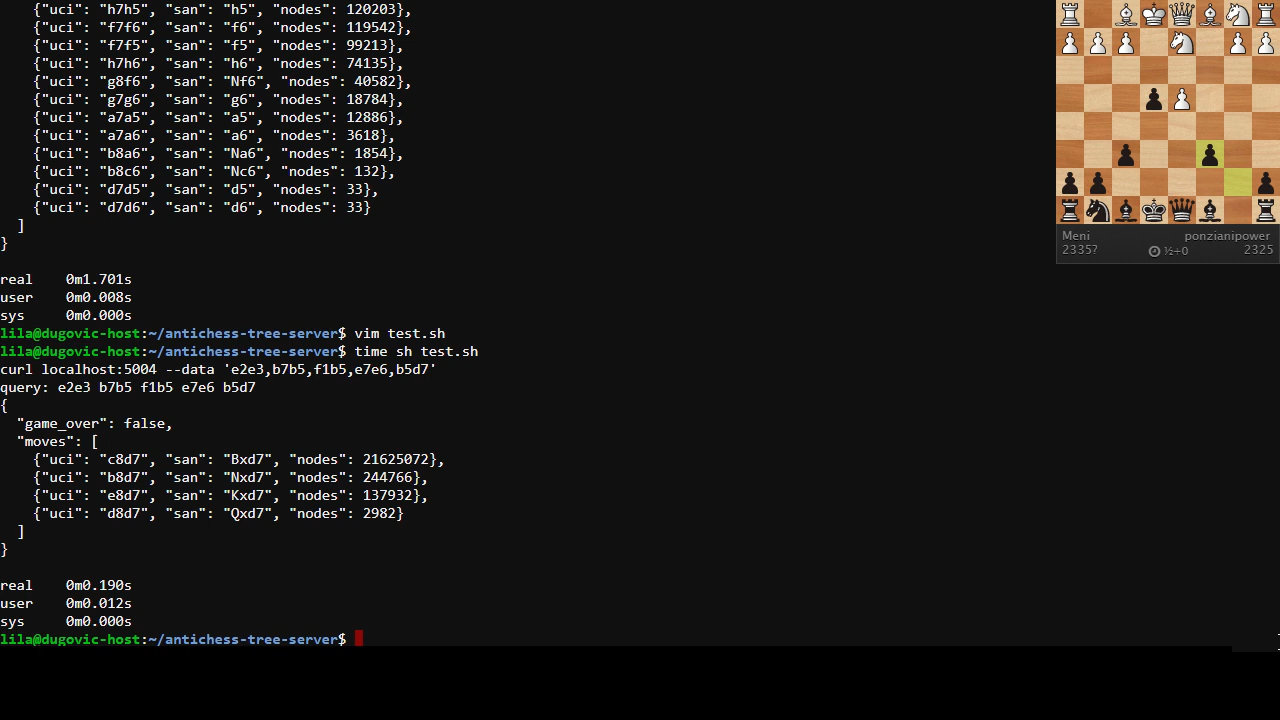 {"uci": "h7h5", "san": "h5", "nodes": 120203},
{"uci": "f7f6", "san": "f6", "nodes": 119542},
{"uci": "f7f5", "san": "f5", "nodes": 99213},
{"uci": "h7h6", "san": "h6", "nodes": 74135},
{"uci": "g8f6", "san": "Nf6", "nodes": 40582},
{"uci": "g7g6", "san": "g6", "nodes": 18784},
{"uci": "a7a5", "san": "a5", "nodes": 12886},
{"uci": "a7a6", "san": "a6", "nodes": 3618},
{"uci": "b8a6", "san": "Na6", "nodes": 1854},
{"uci": "b8c6", "san": "Nc6", "nodes": 132},
{"uci": "d7d5", "san": "d5", "nodes": 33},
{"uci": "d7d6", "san": "d6", "nodes": 33}
]
}
real 0m1.701s
user 0m0.008s
sys 0m0.000s
lila@dugovic-host:~/antichess-tree-server$ vim test.sh
lila@dugovic-host:~/antichess-tree-server$ time sh test.sh
curl localhost:5004 --data 'e2e3,b7b5,f1b5,e7e6,b5d7'
query: e2e3 b7b5 f1b5 e7e6 b5d7
{
"game_over": false,
"moves": [
{"uci": "c8d7", "san": "Bxd7", "nodes": 21625072},
{"uci": "b8d7", "san": "Nxd7", "nodes": 244766},
{"uci": "e8d7", "san": "Kxd7", "nodes": 137932},
{"uci": "d8d7", "san": "Qxd7", "nodes": 2982}
]
}
real 0m0.190s
user 0m0.012s
sys 0m0.000s
lila@dugovic-host:~/antichess-tree-server$
Meni ponzianipower
2335? ½+0 2325